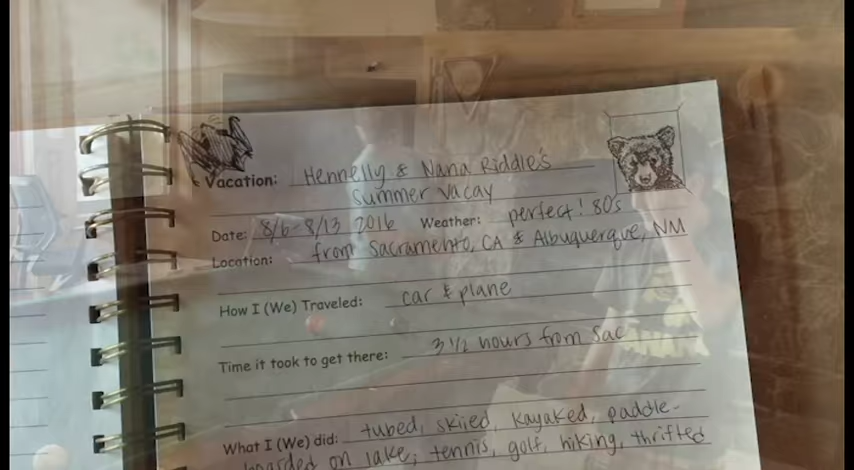 Vacation: Hennelly & Nana Riddle's
Summer Vacay
Date: 8/6-8/13 2016 Weather: perfect! 80's
Location: from Sacramento, CA & Albuquerque, NM
How I (We) Traveled: car & plane
Time it took to get there: 3 1/2 hours from Sac
What I (We) did: tubed, skiied, kayaked, paddle-
boarded on lake, tennis, golf, hiking, thrifted